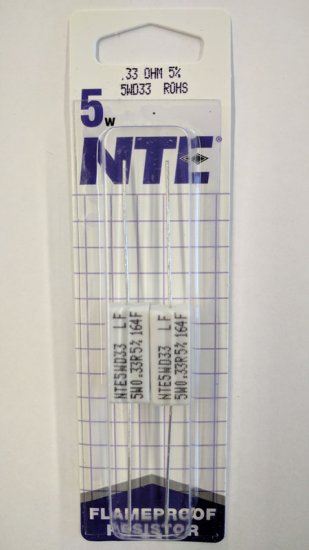 .33 OHM 5%
5WD33 ROHS
5W
NTE®
NTE5WD33 LF
5W0.33R5% 164F
NTE5WD33 LF
5W0.33R5% 164F
FLAMEPROOF
RESISTOR